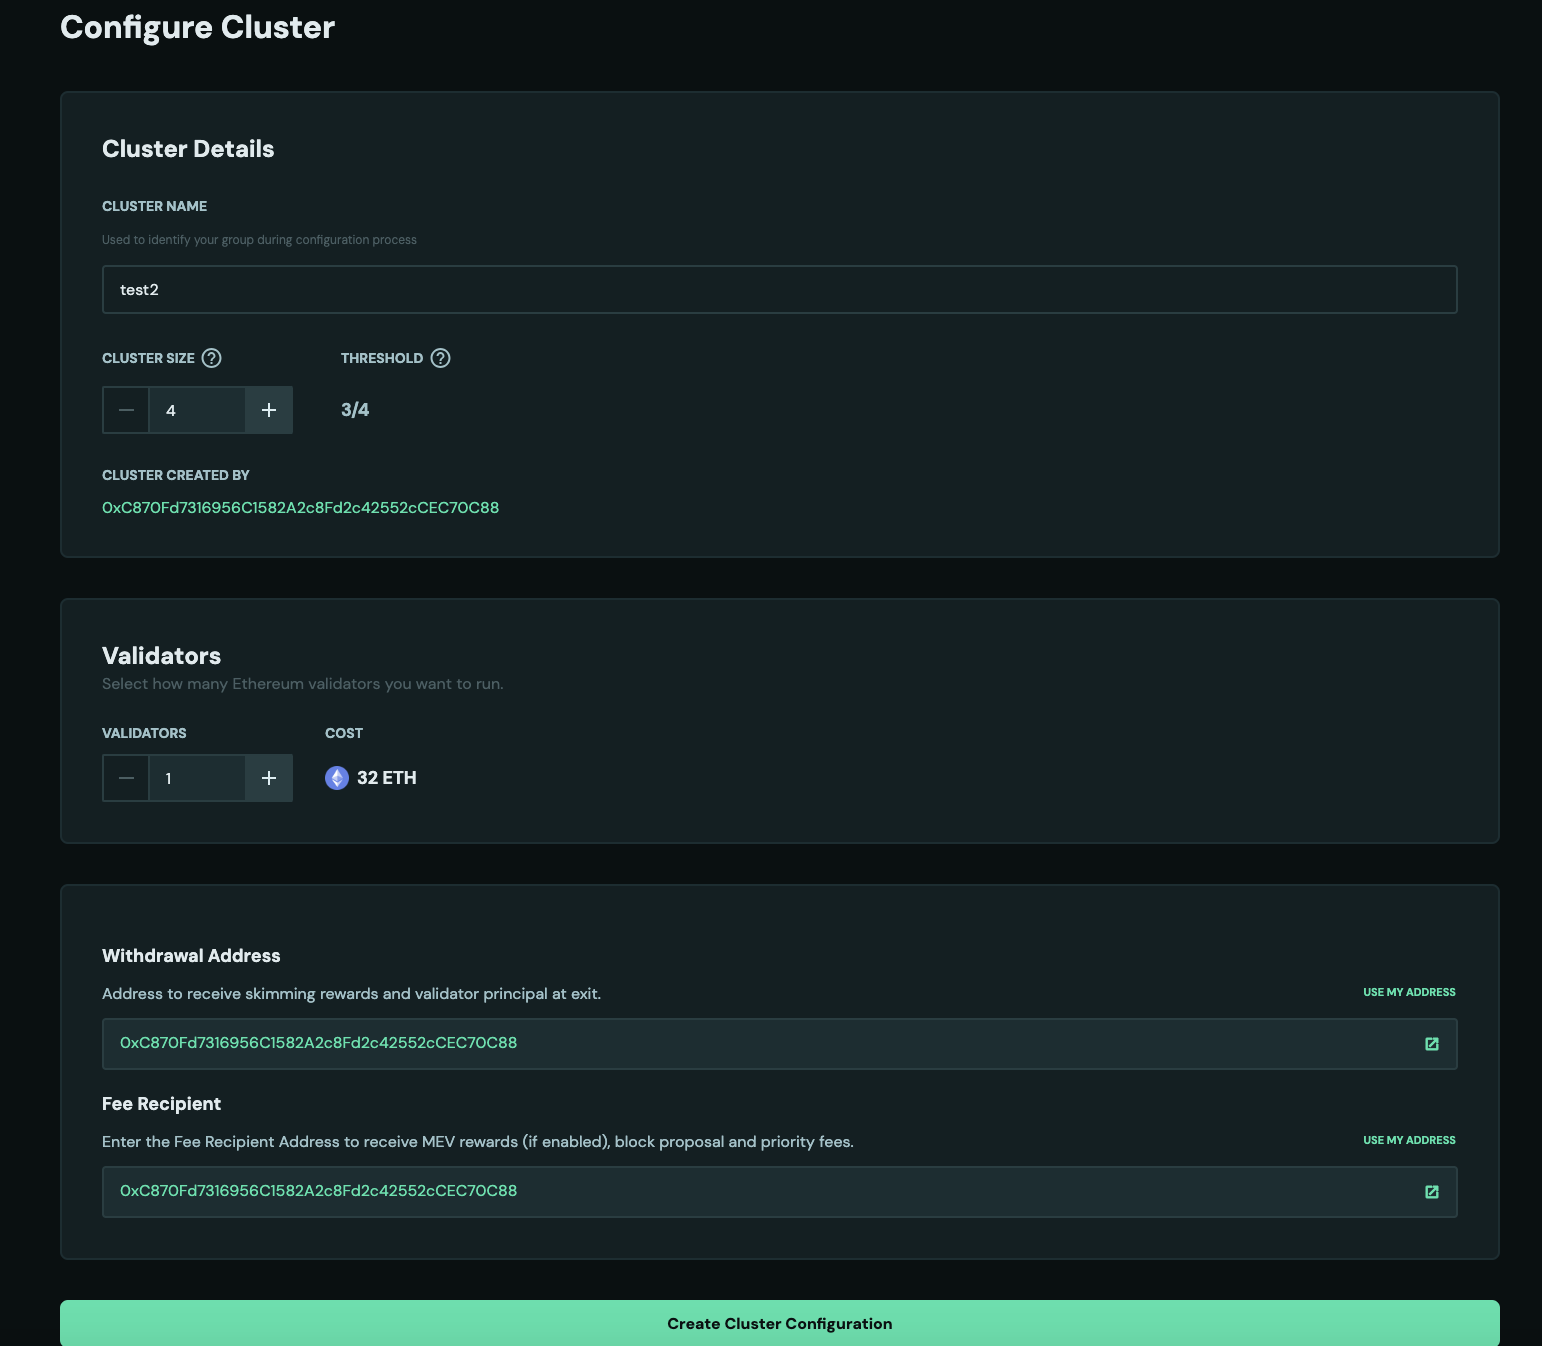 Configure Cluster
Cluster Details
CLUSTER NAME
Used to identify your group during configuration process
test2
CLUSTER SIZE ? THRESHOLD ?
− 4 + 3/4
CLUSTER CREATED BY
0xC870Fd7316956C1582A2c8Fd2c42552cCEC70C88
Validators
Select how many Ethereum validators you want to run.
VALIDATORS COST
− 1 + 32 ETH
Withdrawal Address
Address to receive skimming rewards and validator principal at exit. USE MY ADDRESS
0xC870Fd7316956C1582A2c8Fd2c42552cCEC70C88
Fee Recipient
Enter the Fee Recipient Address to receive MEV rewards (if enabled), block proposal and priority fees. USE MY ADDRESS
0xC870Fd7316956C1582A2c8Fd2c42552cCEC70C88
Create Cluster Configuration